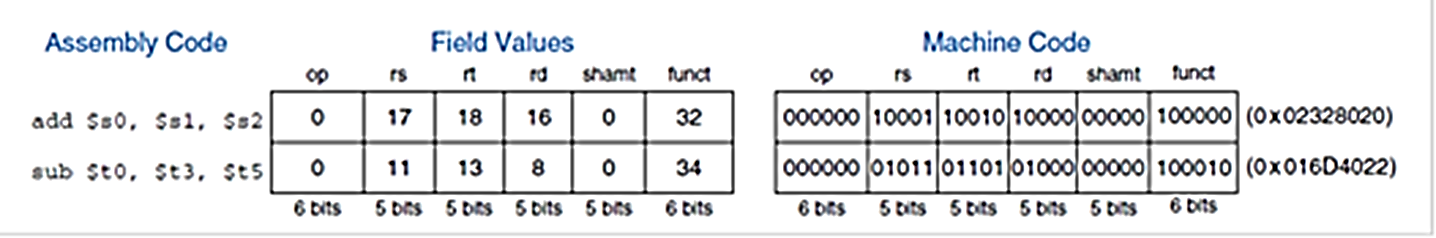 Assembly Code Field Values Machine Code
op rs rt rd shamt funct op rs rt rd shamt funct
add $s0, $s1, $s2 0 17 18 16 0 32 000000 10001 10010 10000 00000 100000 (0x02328020)
sub $t0, $t3, $t5 0 11 13 8 0 34 000000 01011 01101 01000 00000 100010 (0x016D4022)
6 bits 5 bits 5 bits 5 bits 5 bits 6 bits 6 bits 5 bits 5 bits 5 bits 5 bits 6 bits